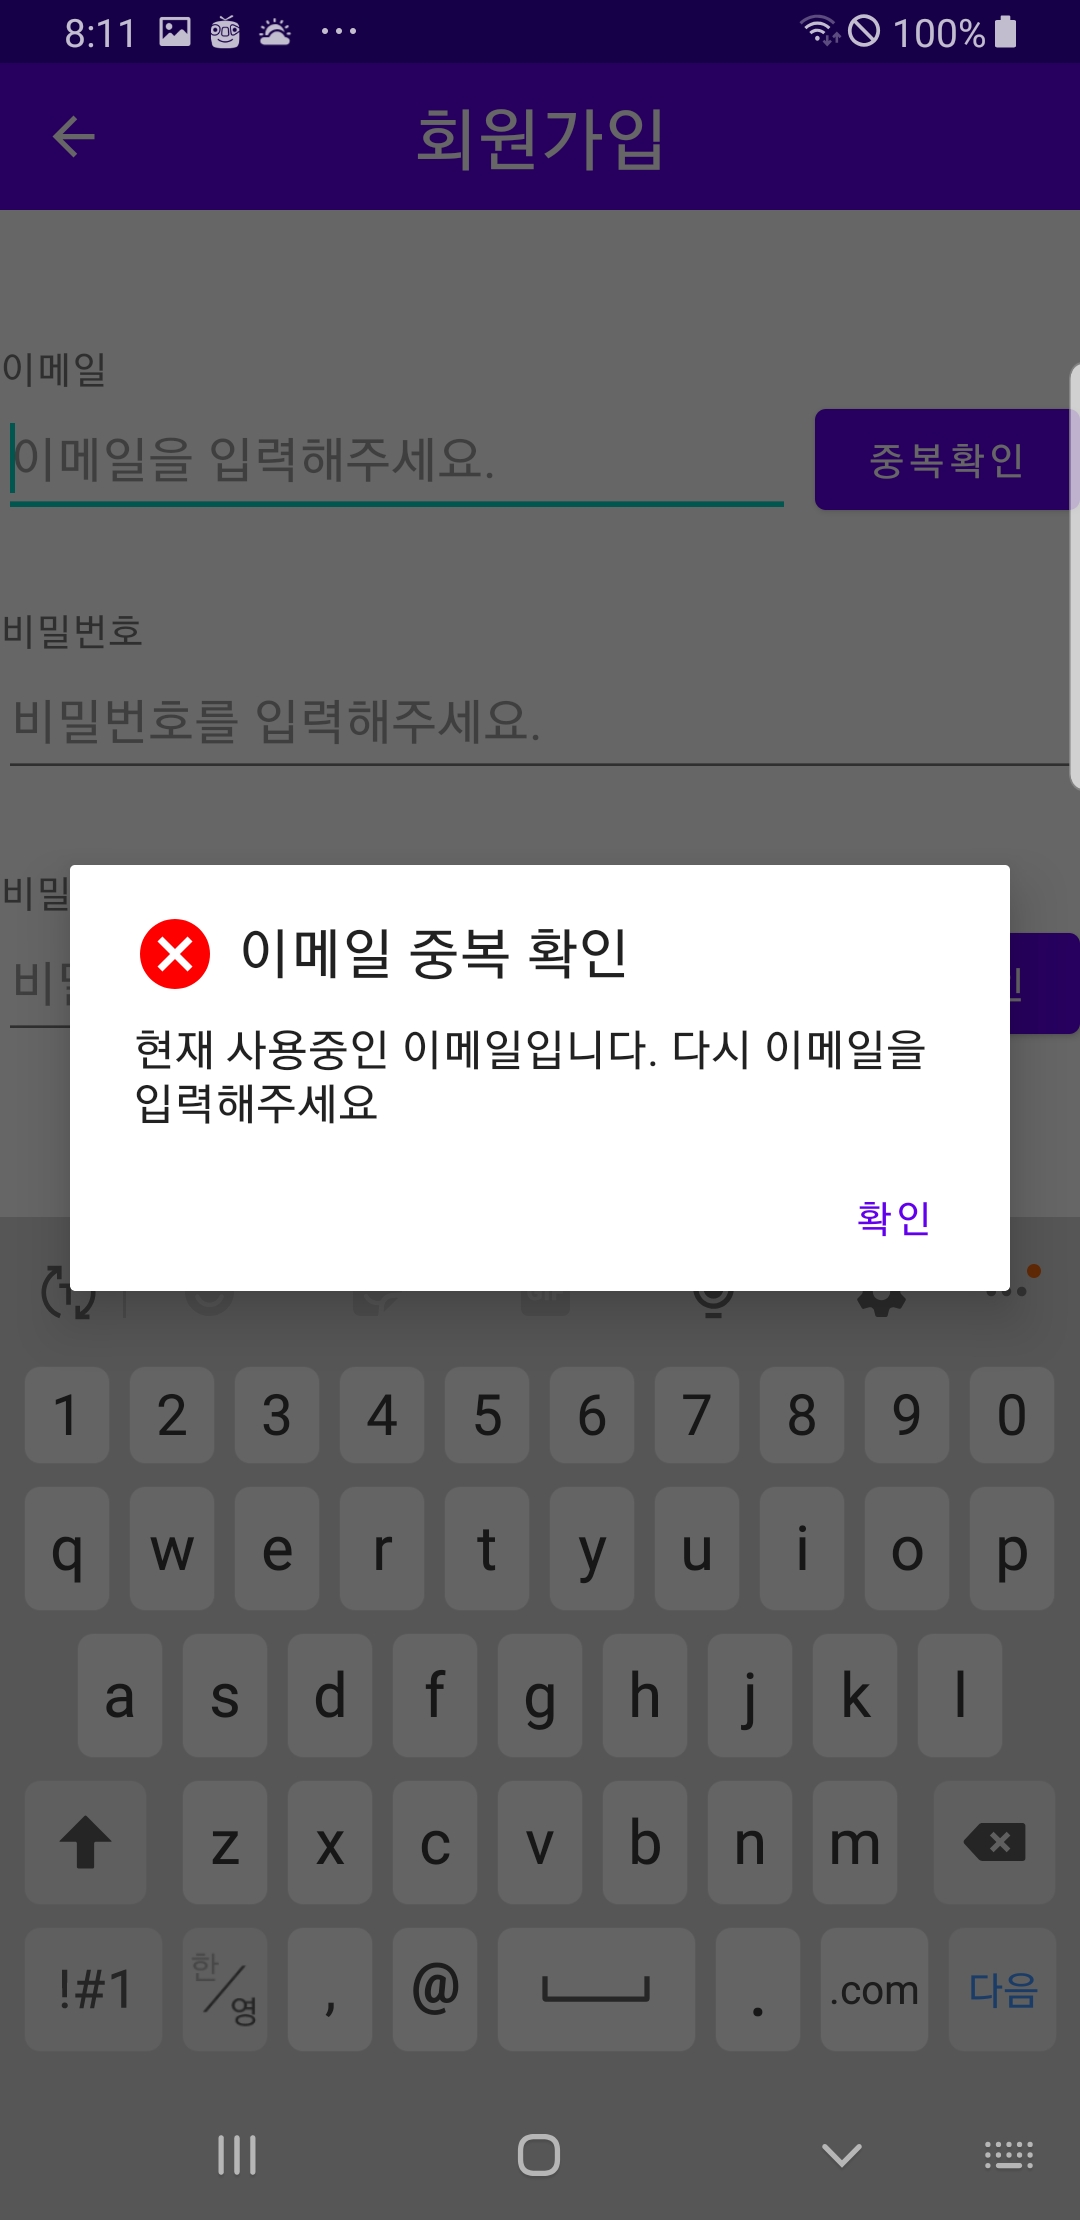 8:11 100%
회원가입
이메일
이메일을 입력해주세요.
중복확인
비밀번호
비밀번호를 입력해주세요.
비밀
이메일 중복 확인
현재 사용중인 이메일입니다. 다시 이메일을
입력해주세요
확인
1 2 3 4 5 6 7 8 9 0
q w e r t y u i o p
a s d f g h j k l
z x c v b n m
!#1 한/영 , @ . .com 다음